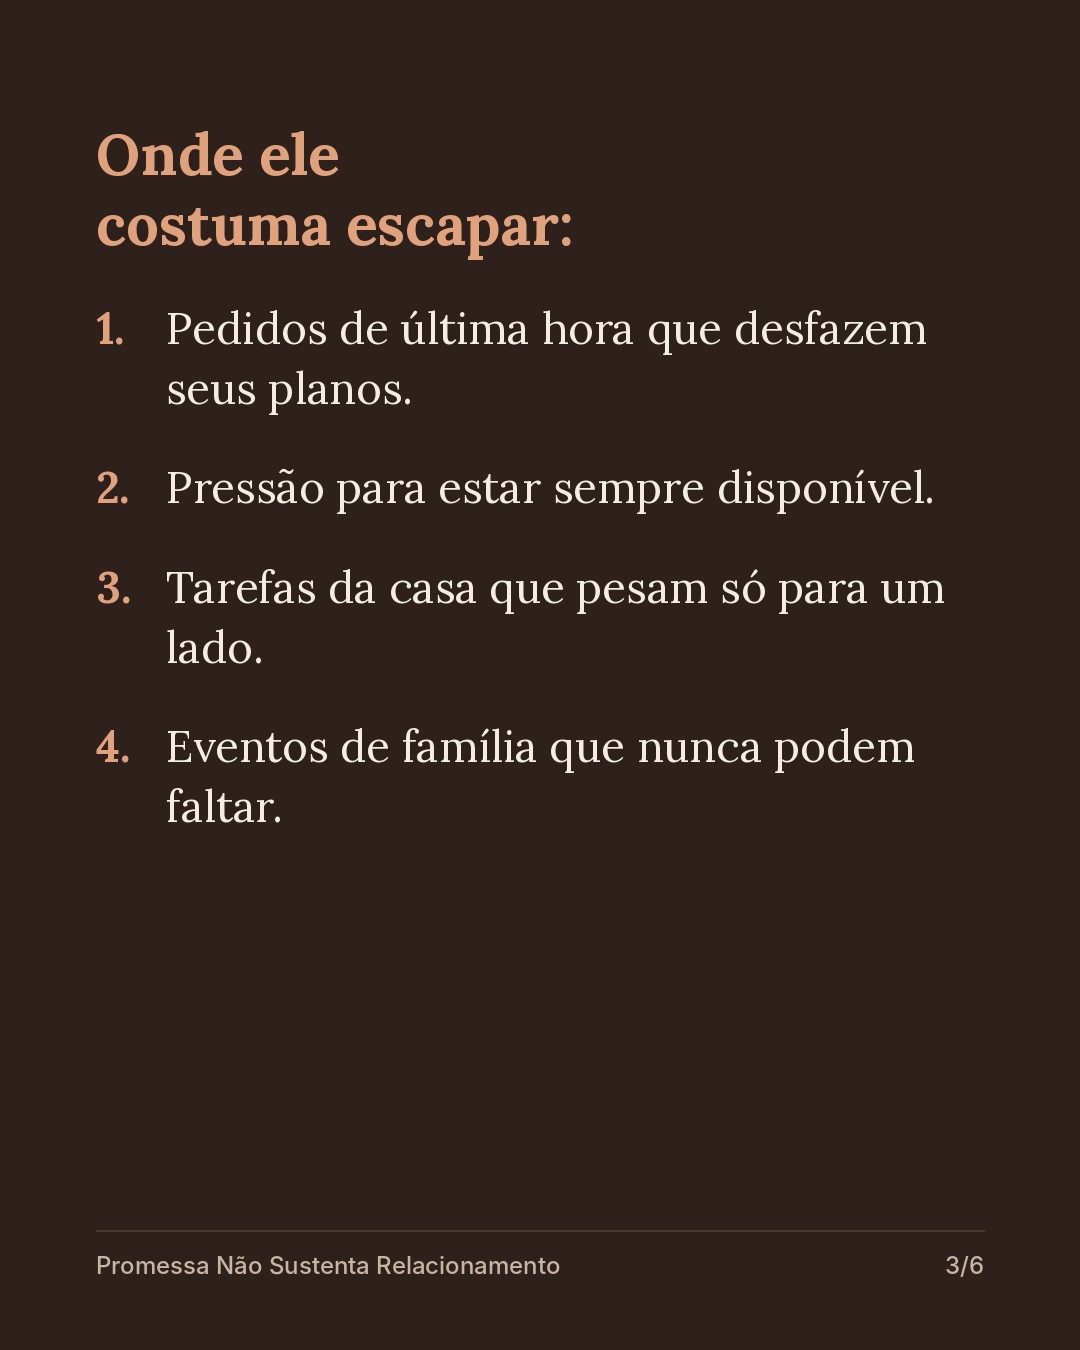 Onde ele
costuma escapar:
1. Pedidos de última hora que desfazem
seus planos.
2. Pressão para estar sempre disponível.
3. Tarefas da casa que pesam só para um
lado.
4. Eventos de família que nunca podem
faltar.
Promessa Não Sustenta Relacionamento 3/6